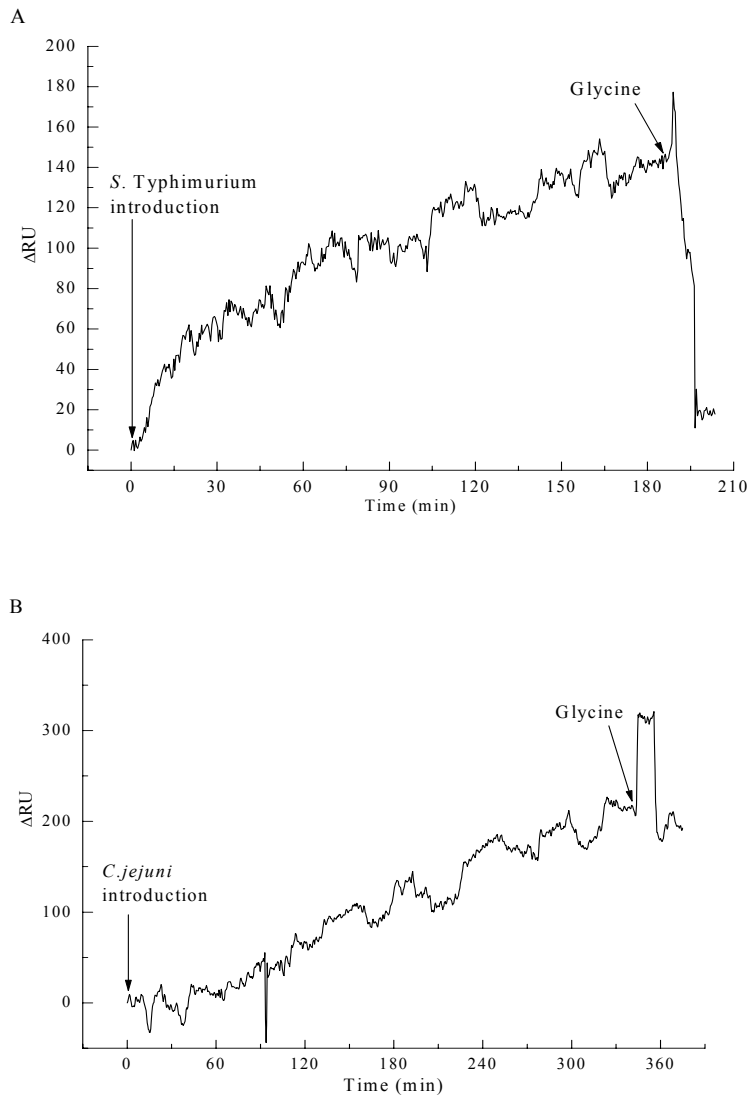 A
200
180
160
140
120
100
80
60
40
20
0
ΔRU
Glycine
S. Typhimurium
introduction
0 30 60 90 120 150 180 210
Time (min)
B
400
300
200
100
0
ΔRU
Glycine
C.jejuni
introduction
0 60 120 180 240 300 360
Time (min)